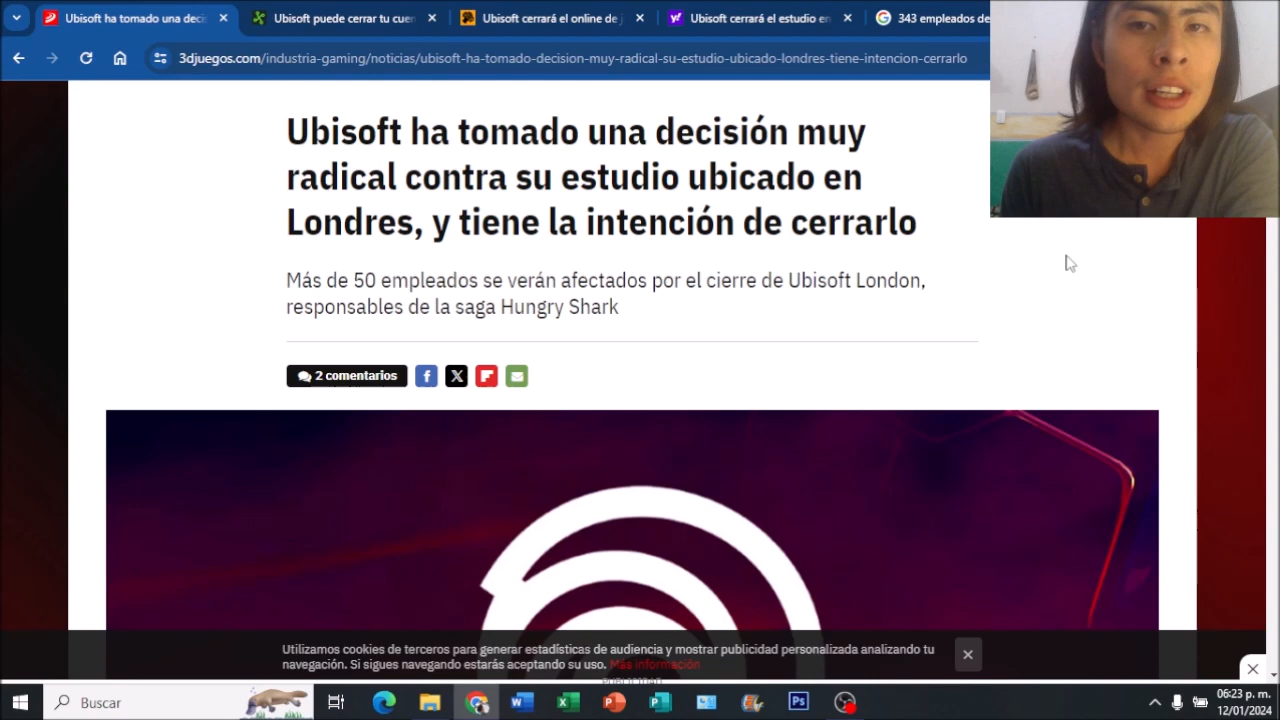 Ubisoft ha tomado una deci
Ubisoft puede cerrar tu cuen
Ubisoft cerrará el online de j
Ubisoft cerrará el estudio en
343 empleados de
3djuegos.com/industria-gaming/noticias/ubisoft-ha-tomado-decision-muy-radical-su-estudio-ubicado-londres-tiene-intencion-cerrarlo
Ubisoft ha tomado una decisión muy
radical contra su estudio ubicado en
Londres, y tiene la intención de cerrarlo
Más de 50 empleados se verán afectados por el cierre de Ubisoft London,
responsables de la saga Hungry Shark
2 comentarios
Utilizamos cookies de terceros para generar estadísticas de audiencia y mostrar publicidad personalizada analizando tu
navegación. Si sigues navegando estarás aceptando su uso. Más información
PUBLICIDAD
Buscar
06:23 p. m.
12/01/2024